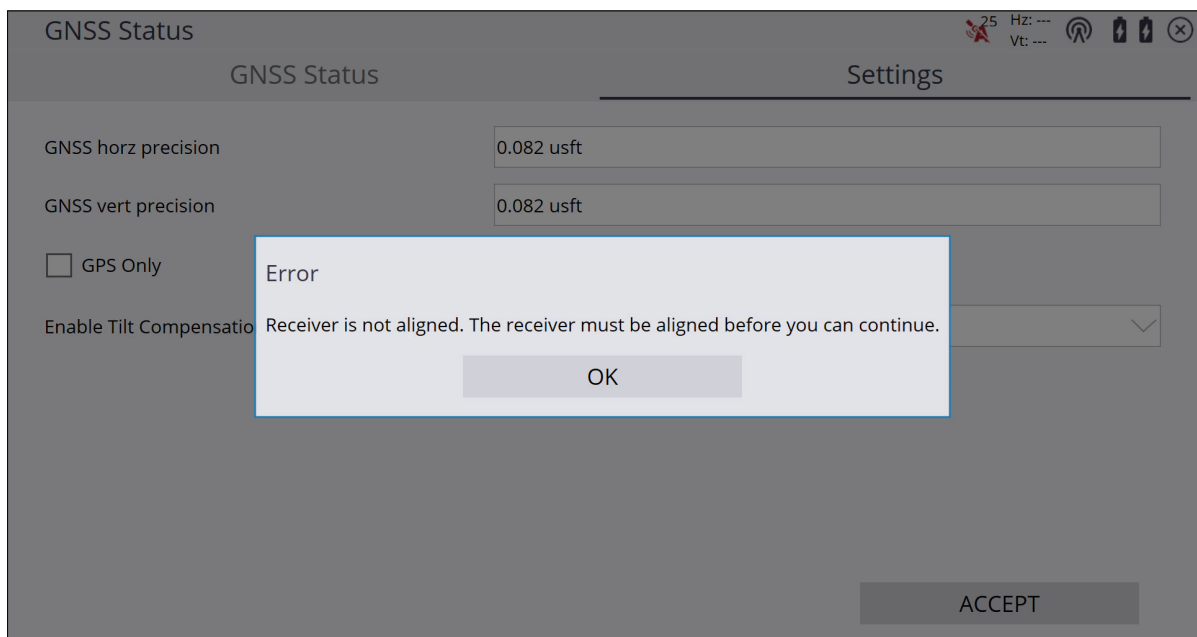 GNSS Status
25 Hz: ---
Vt: ---
GNSS Status Settings
GNSS horz precision 0.082 usft
GNSS vert precision 0.082 usft
GPS Only
Error
Enable Tilt Compensatio
Receiver is not aligned. The receiver must be aligned before you can continue.
OK
ACCEPT